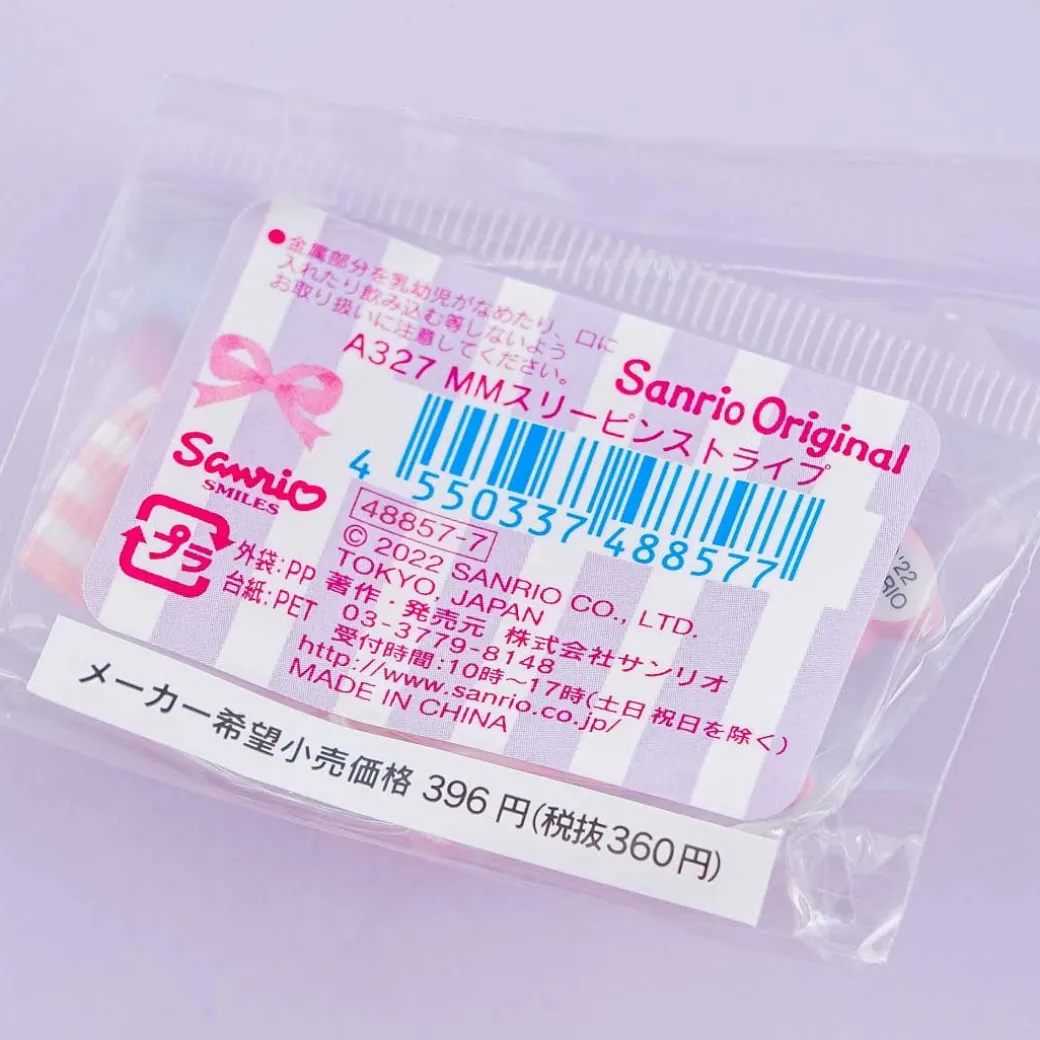 ●金属部分を乳幼児がなめたり、口に
入れたり飲み込む等しないよう
お取り扱いに注意してください。
Sanrio Original
A327 MMスリーピンストライプ
4 550337 488577
Sanrio
SMILES
プラ
外袋:PP
台紙:PET
48857-7
© 2022 SANRIO CO., LTD.
TOKYO, JAPAN
著作・発売元 株式会社サンリオ
03-3779-8148
受付時間:10時~17時(土日祝日を除く)
http://www.sanrio.co.jp/
MADE IN CHINA
メーカー希望小売価格 396 円(税抜360円)
'22
RIO